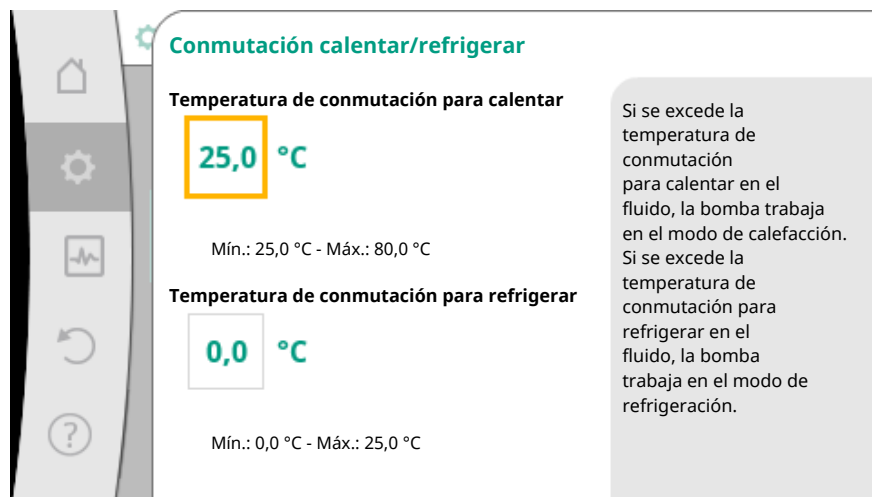 Conmutación calentar/refrigerar
Temperatura de conmutación para calentar
25,0 °C
Mín.: 25,0 °C - Máx.: 80,0 °C
Temperatura de conmutación para refrigerar
0,0 °C
Mín.: 0,0 °C - Máx.: 25,0 °C
Si se excede la
temperatura de
conmutación
para calentar en el
fluido, la bomba trabaja
en el modo de calefacción.
Si se excede la
temperatura de
conmutación para
refrigerar en el
fluido, la bomba
trabaja en el modo de
refrigeración.
?